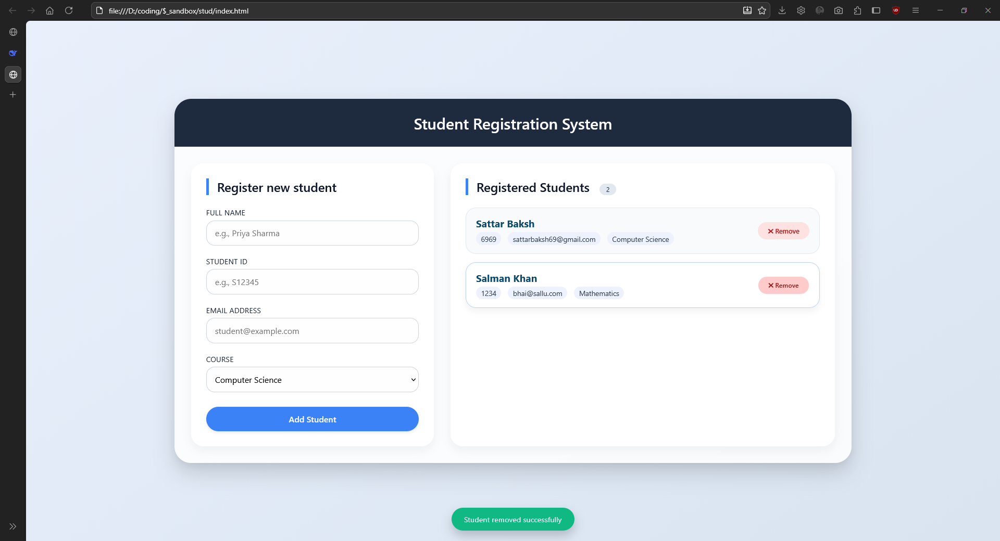 file:///D:/coding/$_sandbox/stud/index.html
Student Registration System
Register new student
FULL NAME
e.g., Priya Sharma
STUDENT ID
e.g., S12345
EMAIL ADDRESS
student@example.com
COURSE
Computer Science
Add Student
Registered Students 2
Sattar Baksh
6969 sattarbaksh69@gmail.com Computer Science
✕ Remove
Salman Khan
1234 bhai@sallu.com Mathematics
✕ Remove
Student removed successfully